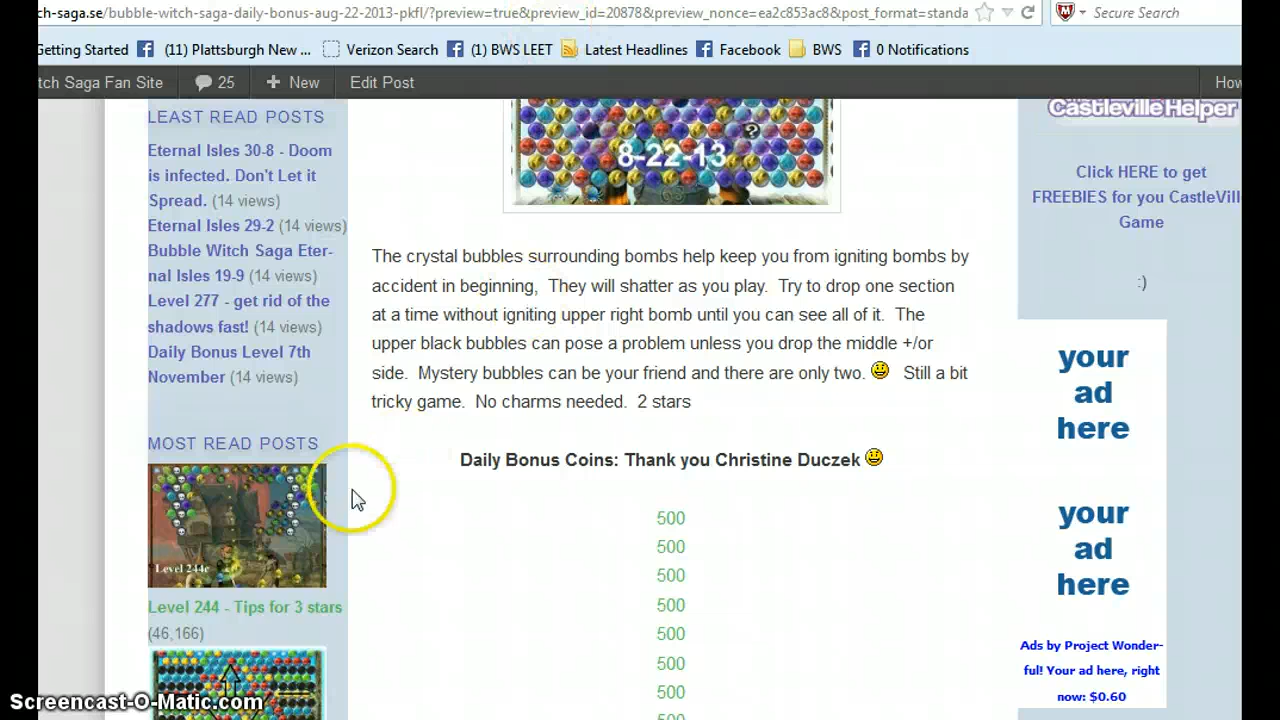 ch-saga.se/bubble-witch-saga-daily-bonus-aug-22-2013-pkfl/?preview=true&preview_id=20878&preview_nonce=ea2c853ac8&post_format=standa
Secure Search
Getting Started (11) Plattsburgh New ... Verizon Search (1) BWS LEET Latest Headlines Facebook BWS 0 Notifications
tch Saga Fan Site 25 + New Edit Post How
LEAST READ POSTS
Eternal Isles 30-8 - Doom
is infected. Don't Let it
Spread. (14 views)
Eternal Isles 29-2 (14 views)
Bubble Witch Saga Eter-
nal Isles 19-9 (14 views)
Level 277 - get rid of the
shadows fast! (14 views)
Daily Bonus Level 7th
November (14 views)
MOST READ POSTS
Level 244c
Level 244 - Tips for 3 stars
(46,166)
?
8-22-13
The crystal bubbles surrounding bombs help keep you from igniting bombs by
accident in beginning, They will shatter as you play. Try to drop one section
at a time without igniting upper right bomb until you can see all of it. The
upper black bubbles can pose a problem unless you drop the middle +/or
side. Mystery bubbles can be your friend and there are only two. Still a bit
tricky game. No charms needed. 2 stars
Daily Bonus Coins: Thank you Christine Duczek
500
500
500
500
500
500
500
500
CastlevilleHelper
Click HERE to get
FREEBIES for you CastleVill
Game
:)
your
ad
here
your
ad
here
Ads by Project Wonder-
ful! Your ad here, right
now: $0.60
Screencast-O-Matic.com